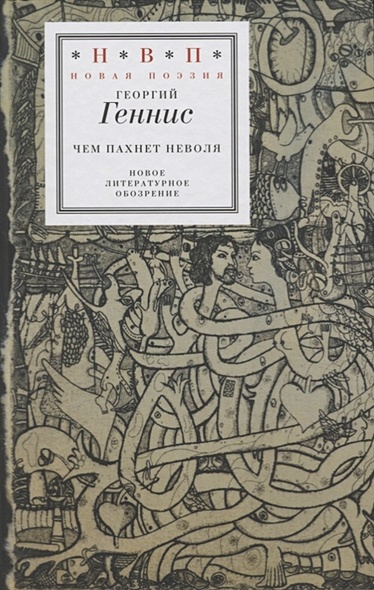 * Н * В * П *
НОВАЯ ПОЭЗИЯ
ГЕОРГИЙ
Геннис
ЧЕМ ПАХНЕТ НЕВОЛЯ
НОВОЕ
ЛИТЕРАТУРНОЕ
ОБОЗРЕНИЕ